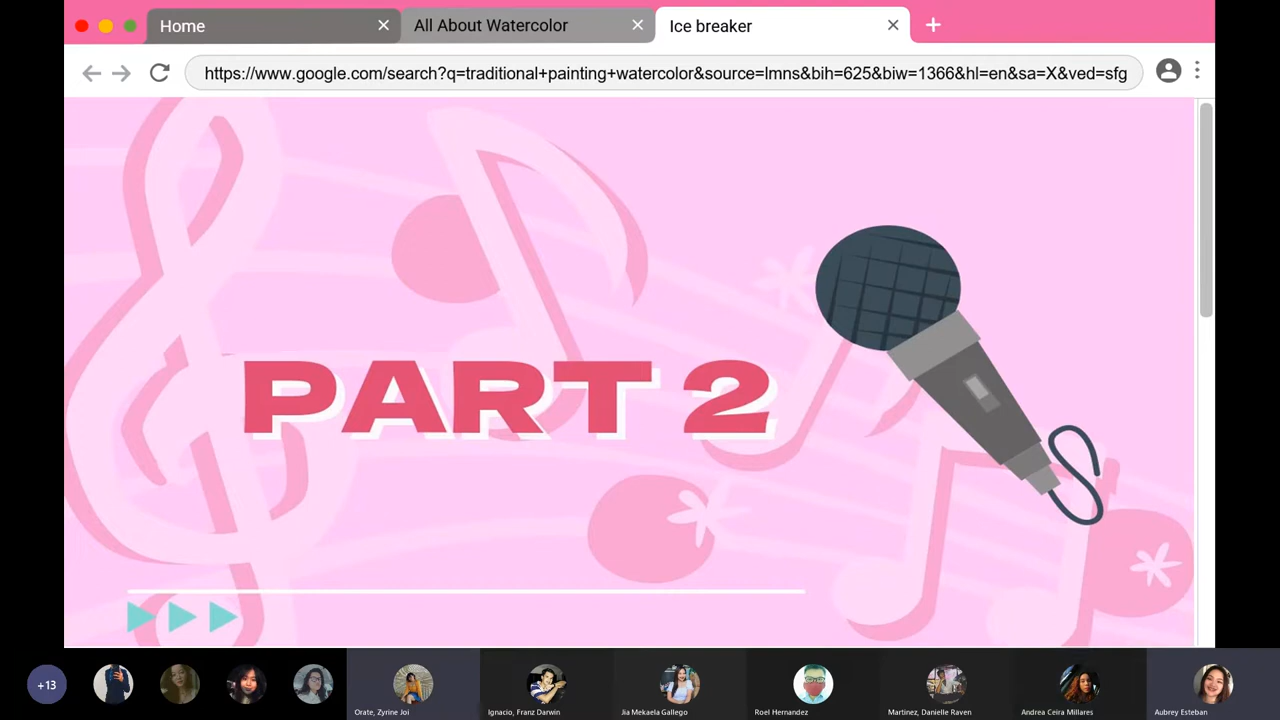 Home
All About Watercolor
Ice breaker
https://www.google.com/search?q=traditional+painting+watercolor&source=lmns&bih=625&biw=1366&hl=en&sa=X&ved=sfg
PART 2
+13
Orate, Zyrine Joi
Ignacio, Franz Darwin
Jia Mekaela Gallego
Roel Hernandez
Martinez, Danielle Raven
Andrea Ceira Millares
Aubrey Esteban